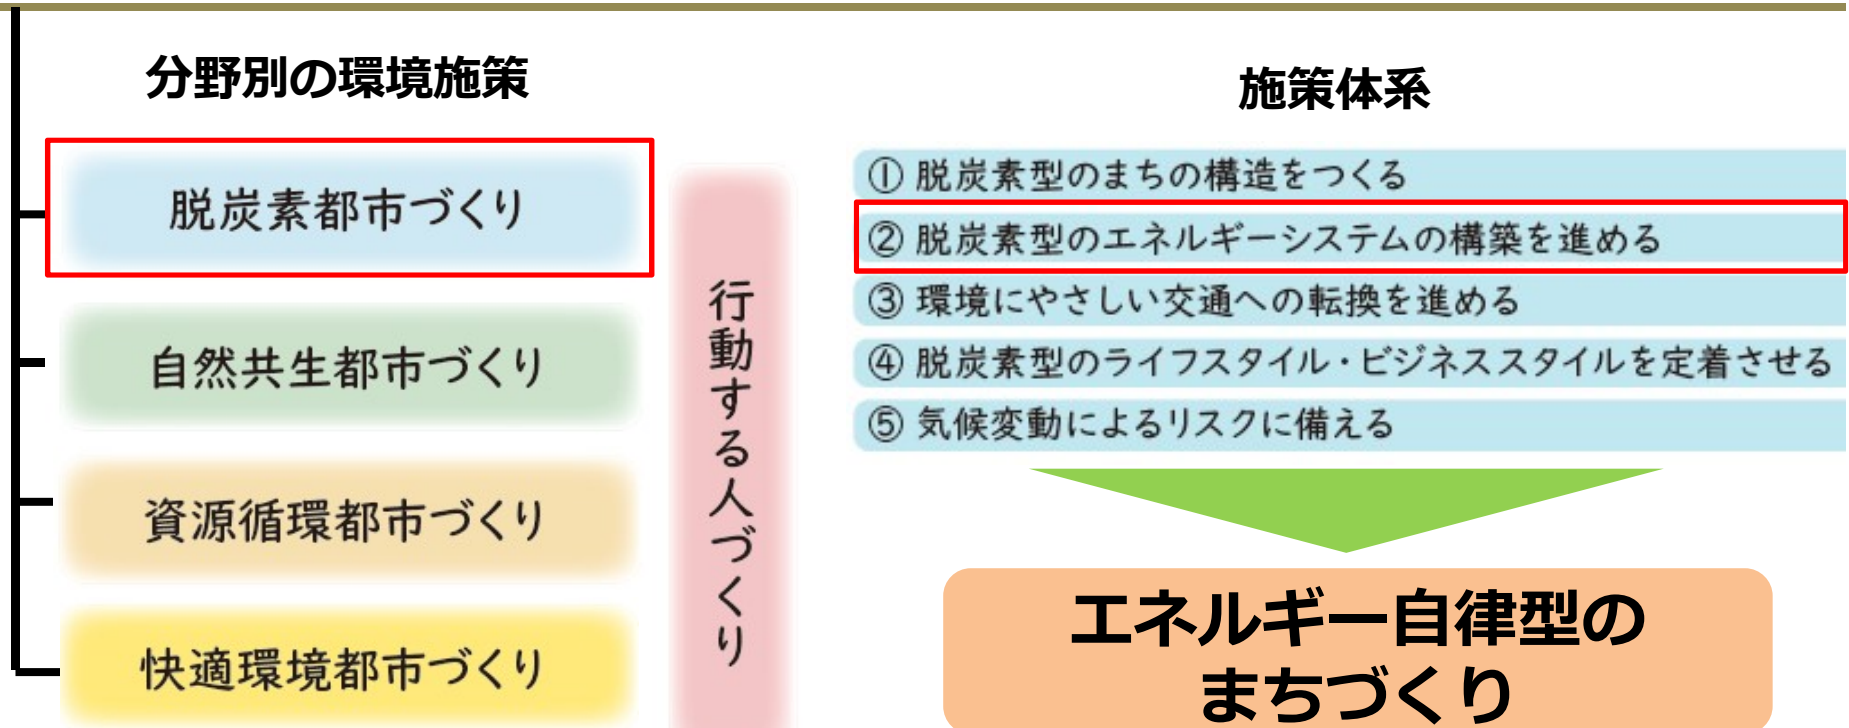 分野別の環境施策
脱炭素都市づくり
自然共生都市づくり
資源循環都市づくり
快適環境都市づくり
行動する人づくり
施策体系
① 脱炭素型のまちの構造をつくる
② 脱炭素型のエネルギーシステムの構築を進める
③ 環境にやさしい交通への転換を進める
④ 脱炭素型のライフスタイル・ビジネススタイルを定着させる
⑤ 気候変動によるリスクに備える
エネルギー自律型の
まちづくり